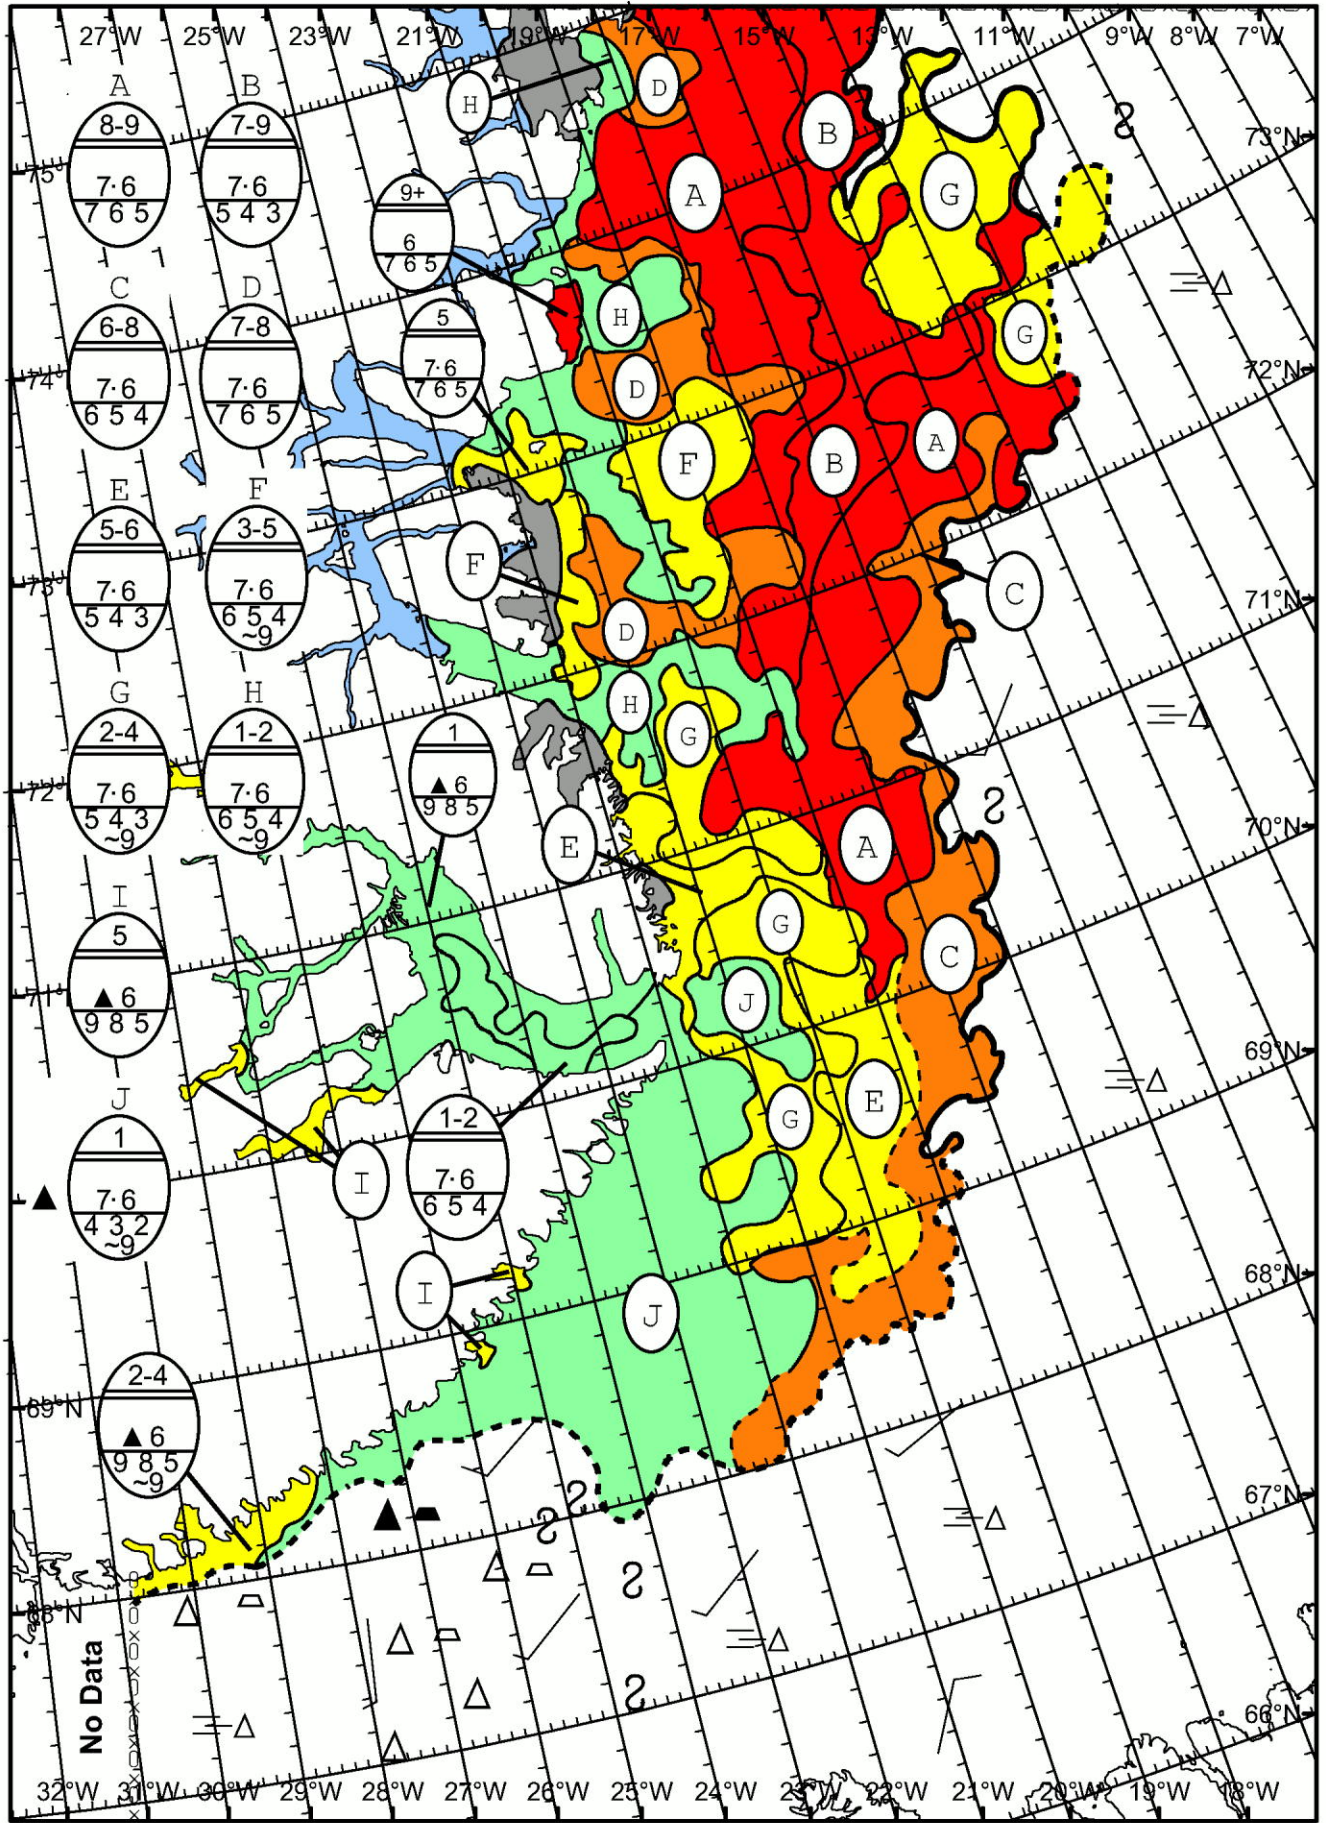 27°W 25°W 23°W 21°W 19°W 17°W 15°W 13°W 11°W 9°W 8°W 7°W
A
8-9
7·6
7 6 5
B
7-9
7·6
5 4 3
H
D
B
73°N
9+
6
7 6 5
75°
A
G
C
6-8
7·6
6 5 4
D
7-8
7·6
7 6 5
5
7·6
7 6 5
H
G
72°N
74°
D
F
B
A
E
5-6
7·6
5 4 3
F
3-5
7·6
6 5 4
~9
F
C
71°N
73°
D
G
2-4
7·6
5 4 3
~9
H
1-2
7·6
6 5 4
~9
1
▲ 6
9 8 5
H
G
72°
E
A
70°N
I
5
▲ 6
9 8 5
G
C
71°
J
69°N
J
1
7·6
4 3 2
~9
1-2
7·6
6 5 4
G
E
I
I
J
68°N
2-4
▲ 6
9 8 5
~9
69°N
67°N
68°N
No Data
66°N
32°W 31°W 30°W 29°W 28°W 27°W 26°W 25°W 24°W 23°W 22°W 21°W 20°W 19°W 18°W